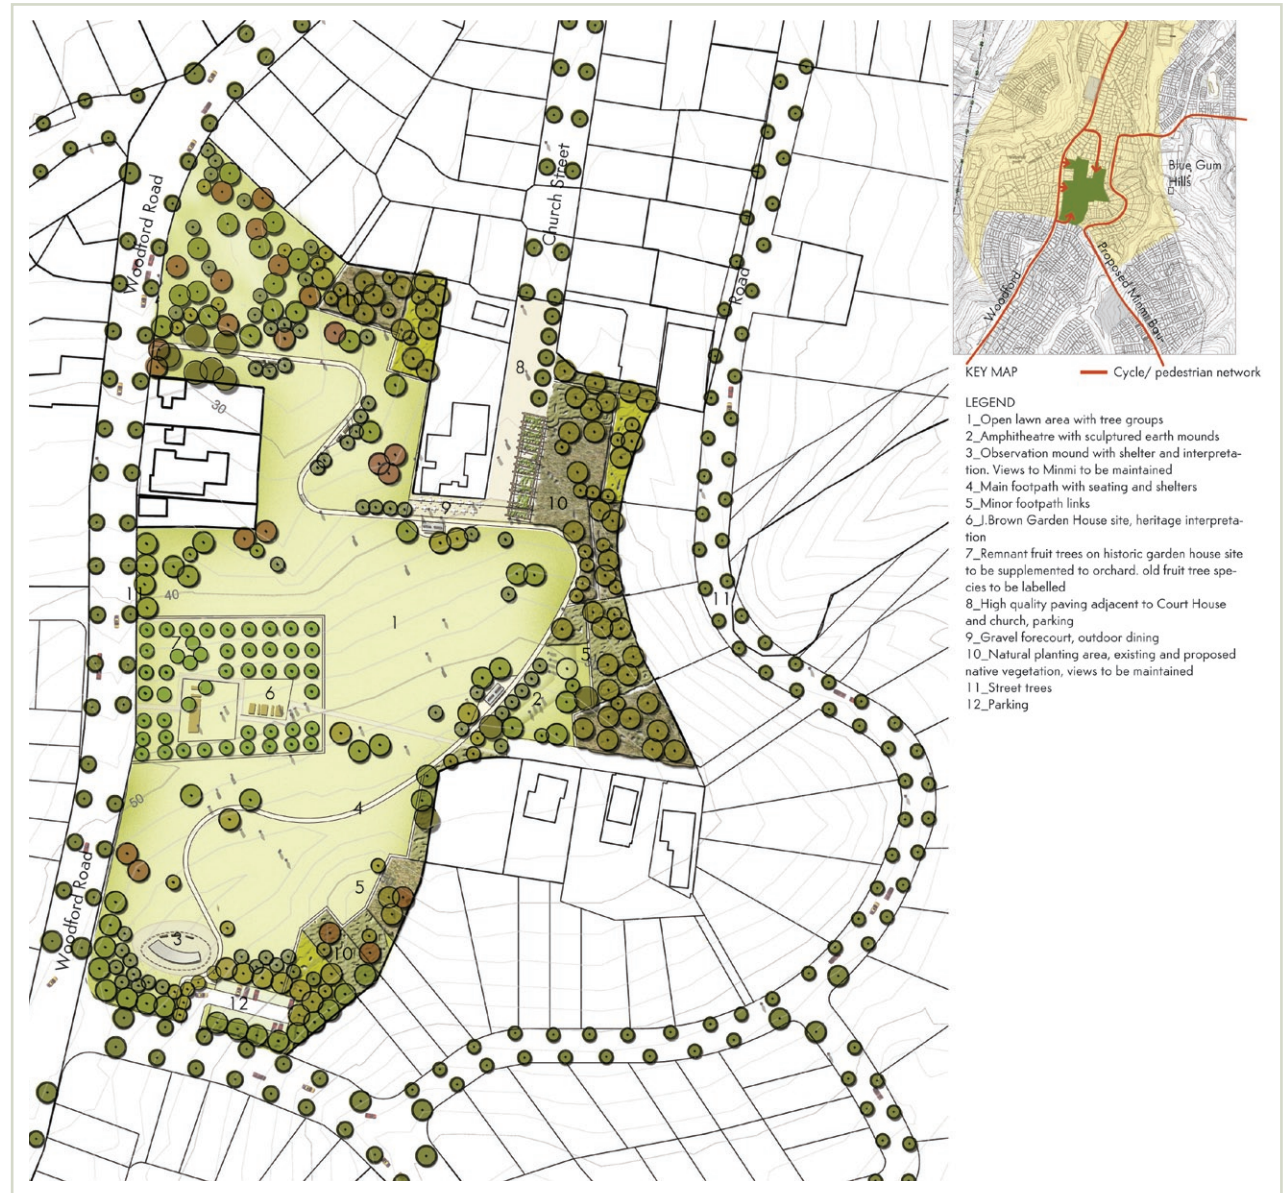 Woodford Road
Church Street
Road
Blue Gum
Hills
Woodford
Proposed Minmi Bou-
KEY MAP
Cycle/ pedestrian network
LEGEND
1_Open lawn area with tree groups
2_Amphitheatre with sculptured earth mounds
3_Observation mound with shelter and interpreta-
tion. Views to Minmi to be maintained
4_Main footpath with seating and shelters
5_Minor footpath links
6_J.Brown Garden House site, heritage interpreta-
tion
7_Remnant fruit trees on historic garden house site
to be supplemented to orchard. old fruit tree spe-
cies to be labelled
8_High quality paving adjacent to Court House
and church, parking
9_Gravel forecourt, outdoor dining
10_Natural planting area, existing and proposed
native vegetation, views to be maintained
11_Street trees
12_Parking
10
8
30
9
10
11
40
1
11
7
5
6
2
50
4
5
Woodford Road
3
10
12